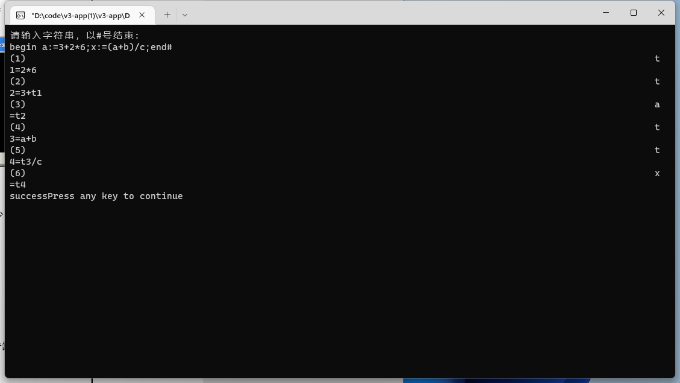 "D:\code\v3-app(1)\v3-app\D
请输入字符串，以#号结束：
begin a:=3+2*6;x:=(a+b)/c;end#
(1) t
1=2*6
(2) t
2=3+t1
(3) a
=t2
(4) t
3=a+b
(5) t
4=t3/c
(6) x
=t4
successPress any key to continue